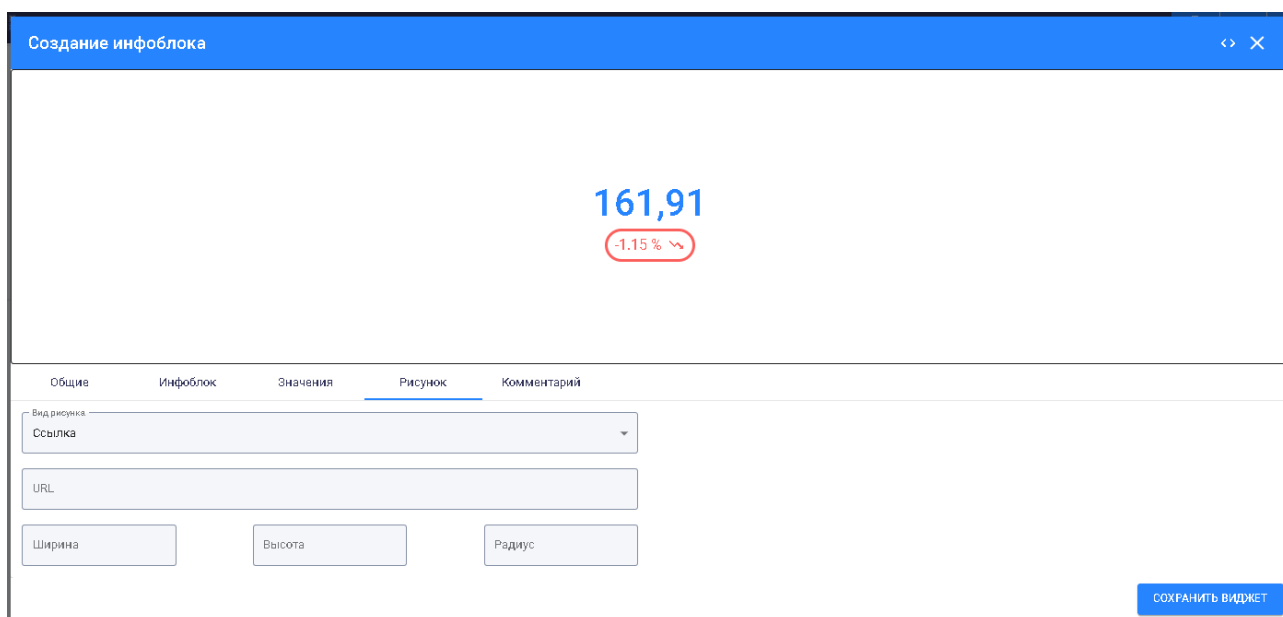 Создание инфоблока
161,91
-1.15 %
Общие Инфоблок Значения Рисунок Комментарий
Вид рисунка
Ссылка
URL
Ширина Высота Радиус
СОХРАНИТЬ ВИДЖЕТ